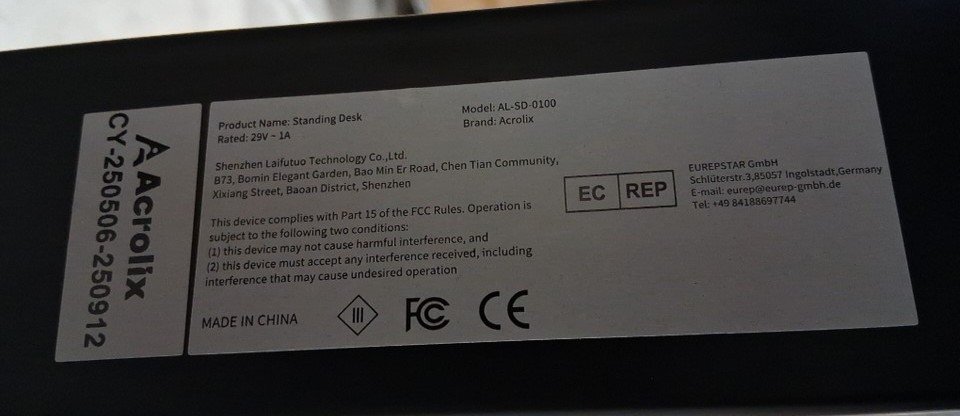 Acrolix
CY-250506-250912
Product Name: Standing Desk
Rated: 29V ~ 1A
Model: AL-SD-0100
Brand: Acrolix
Shenzhen Laifutuo Technology Co.,Ltd.
B73, Bomin Elegant Garden, Bao Min Er Road, Chen Tian Community,
Xixiang Street, Baoan District, Shenzhen
This device complies with Part 15 of the FCC Rules. Operation is
subject to the following two conditions:
(1) this device may not cause harmful interference, and
(2) this device must accept any interference received, including
interference that may cause undesired operation
EC REP
EUREPSTAR GmbH
Schlüterstr.3,85057 Ingolstadt,Germany
E-mail: eurep@eurep-gmbh.de
Tel: +49 84188697744
MADE IN CHINA
III
FC
CE